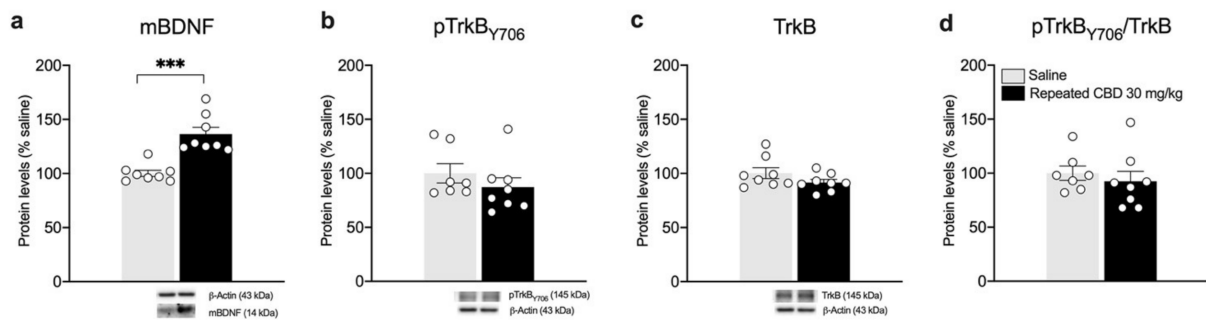 a
mBDNF
Protein levels (% saline)
200
150
100
50
0
***
β-Actin (43 kDa)
mBDNF (14 kDa)
b
pTrkBY706
Protein levels (% saline)
200
150
100
50
0
pTrkBY706 (145 kDa)
β-Actin (43 kDa)
c
TrkB
Protein levels (% saline)
200
150
100
50
0
TrkB (145 kDa)
β-Actin (43 kDa)
d
pTrkBY706/TrkB
Protein levels (% saline)
200
150
100
50
0
Saline
Repeated CBD 30 mg/kg